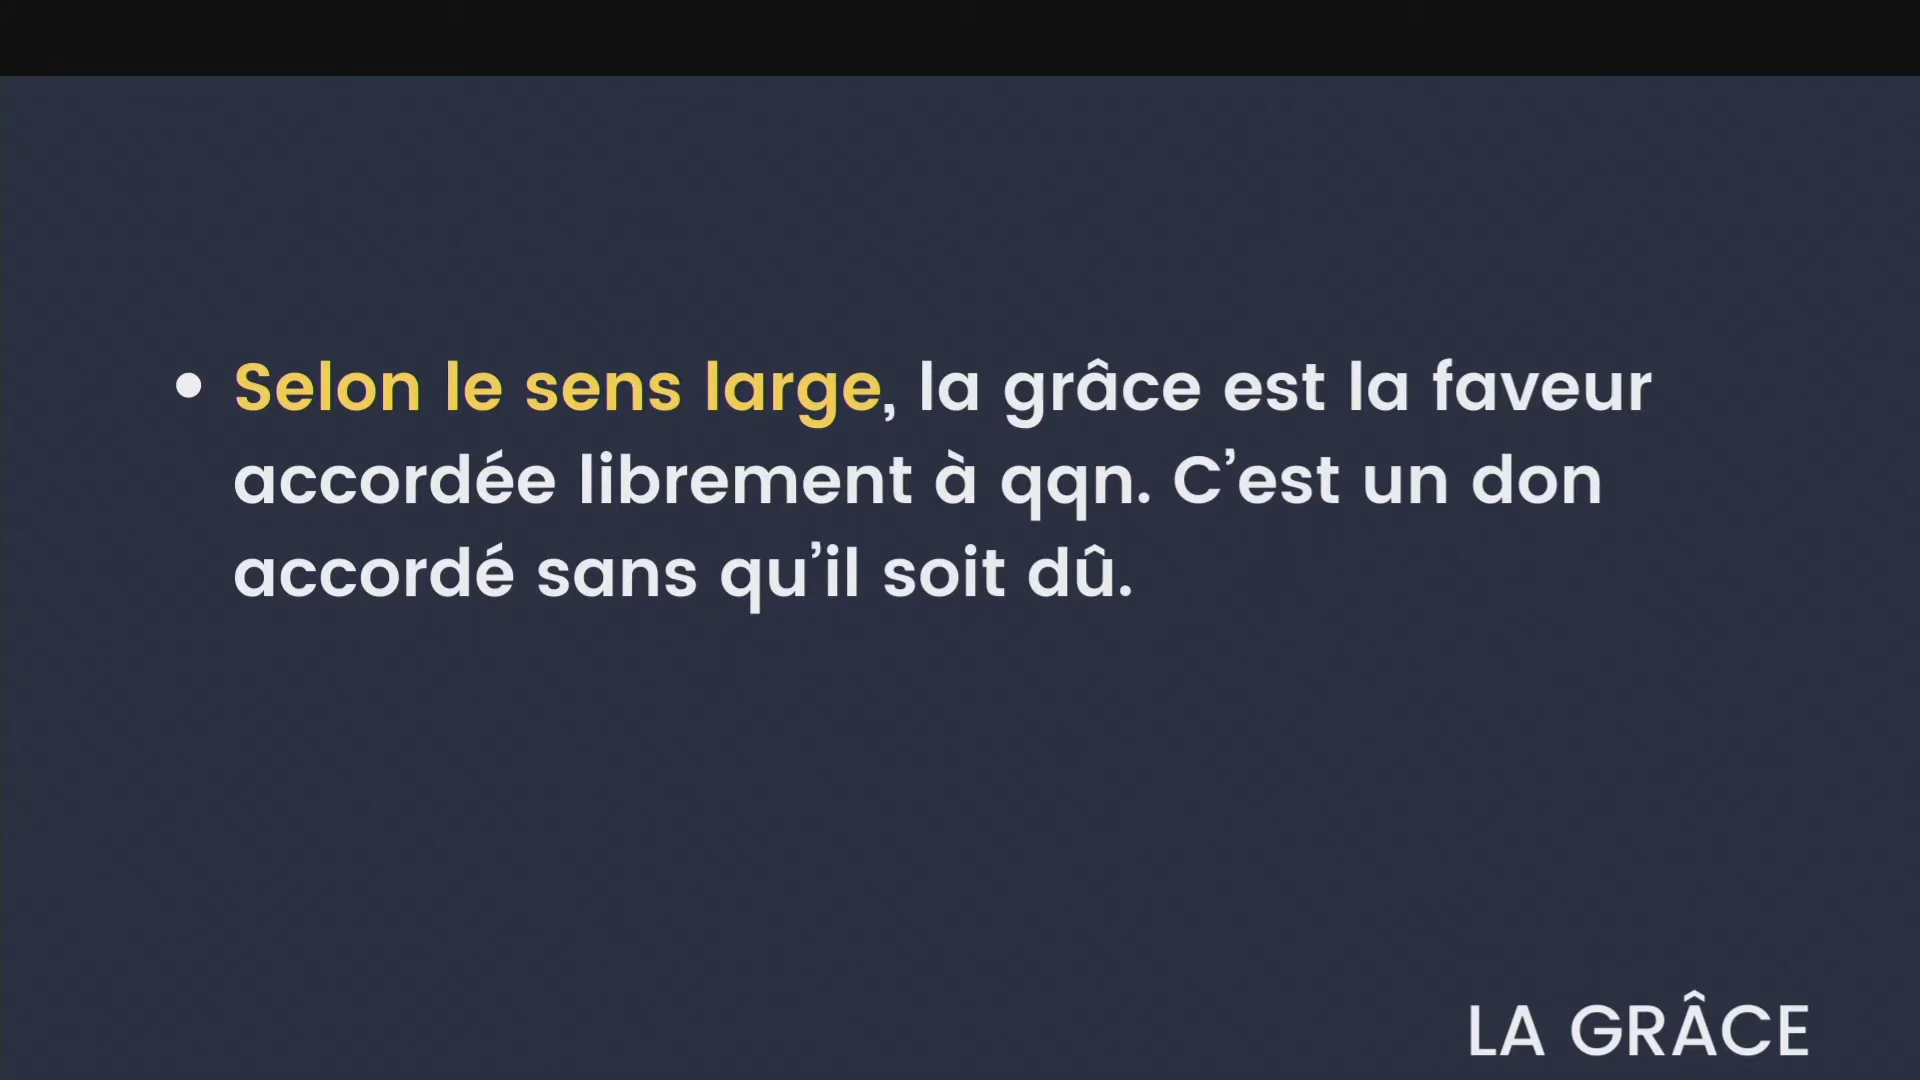 • Selon le sens large, la grâce est la faveur
accordée librement à qqn. C’est un don
accordé sans qu’il soit dû.
LA GRÂCE